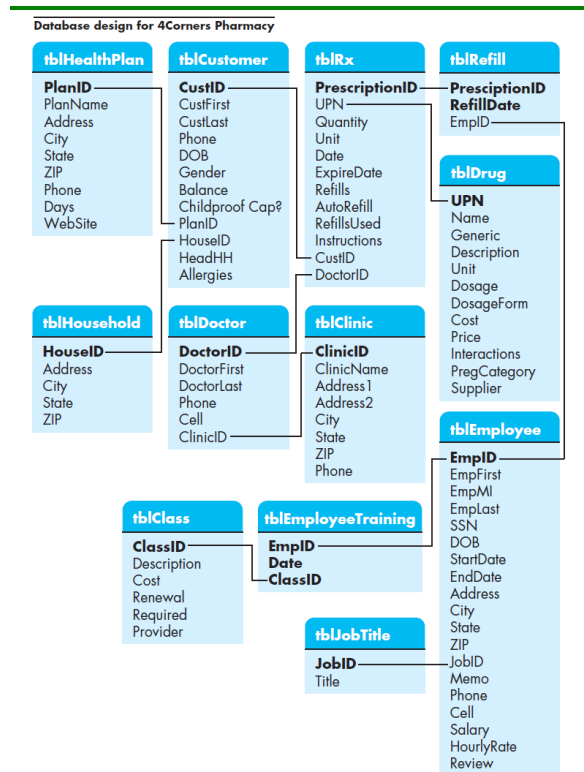 Database design for 4Corners Pharmacy
tblHealthPlan
PlanID
PlanName
Address
City
State
ZIP
Phone
Days
WebSite
tblCustomer
CustID
CustFirst
CustLast
Phone
DOB
Gender
Balance
Childproof Cap?
PlanID
HouseID
HeadHH
Allergies
tblRx
PrescriptionID
UPN
Quantity
Unit
Date
ExpireDate
Refills
AutoRefill
RefillsUsed
Instructions
CustID
DoctorID
tblRefill
PresciptionID
RefillDate
EmpID
tblDrug
UPN
Name
Generic
Description
Unit
Dosage
DosageForm
Cost
Price
Interactions
PregCategory
Supplier
tblHousehold
HouseID
Address
City
State
ZIP
tblDoctor
DoctorID
DoctorFirst
DoctorLast
Phone
Cell
ClinicID
tblClinic
ClinicID
ClinicName
Address1
Address2
City
State
ZIP
Phone
tblEmployee
EmpID
EmpFirst
EmpMI
EmpLast
SSN
DOB
StartDate
EndDate
Address
City
State
ZIP
JobID
Memo
Phone
Cell
Salary
HourlyRate
Review
tblClass
ClassID
Description
Cost
Renewal
Required
Provider
tblEmployeeTraining
EmpID
Date
ClassID
tblJobTitle
JobID
Title